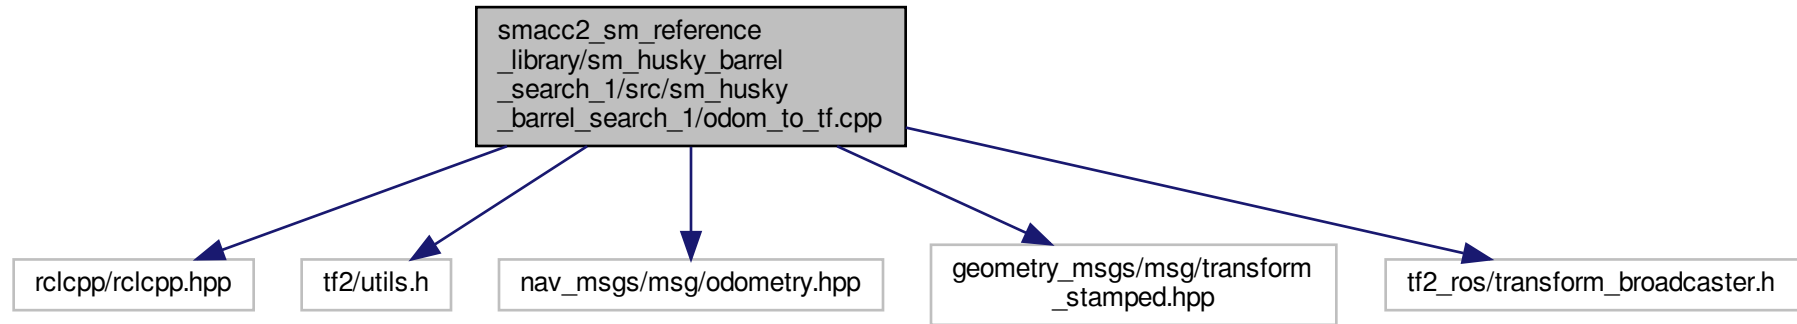 smacc2_sm_reference
_library/sm_husky_barrel
_search_1/src/sm_husky
_barrel_search_1/odom_to_tf.cpp
rclcpp/rclcpp.hpp
tf2/utils.h
nav_msgs/msg/odometry.hpp
geometry_msgs/msg/transform
_stamped.hpp
tf2_ros/transform_broadcaster.h